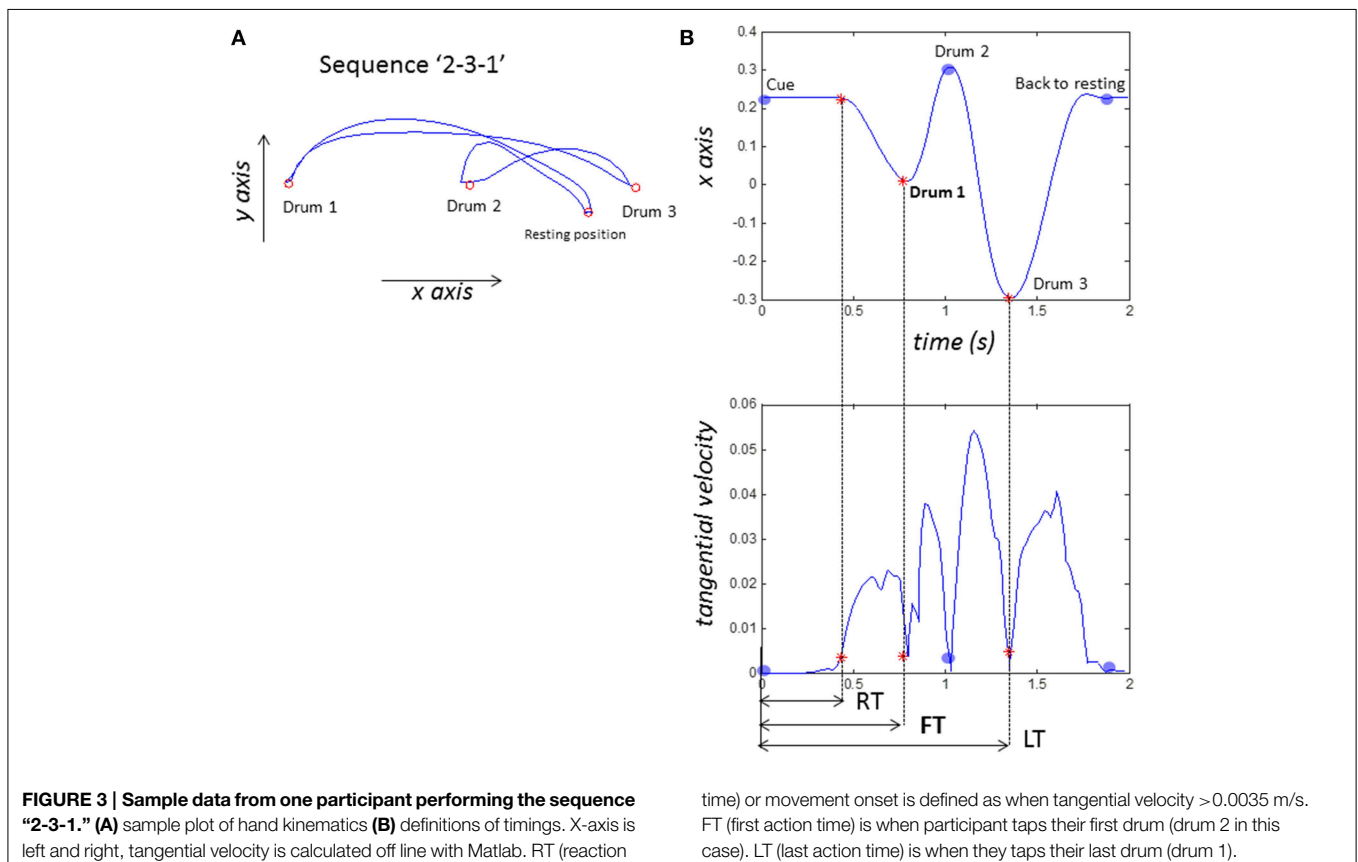 A
Sequence '2-3-1'
y axis
Drum 1
Drum 2
Drum 3
Resting position
x axis
B
0.4
0.3
0.2
0.1
0
-0.1
-0.2
-0.3
x axis
Cue
Drum 2
Back to resting
Drum 1
Drum 3
0
0.5
1
1.5
2
time (s)
0.06
0.05
0.04
0.03
0.02
0.01
0
tangential velocity
0
0.5
1
1.5
2
RT
FT
LT
FIGURE 3 | Sample data from one participant performing the sequence
"2-3-1." (A) sample plot of hand kinematics (B) definitions of timings. X-axis is
left and right, tangential velocity is calculated off line with Matlab. RT (reaction
time) or movement onset is defined as when tangential velocity >0.0035 m/s.
FT (first action time) is when participant taps their first drum (drum 2 in this
case). LT (last action time) is when they taps their last drum (drum 1).